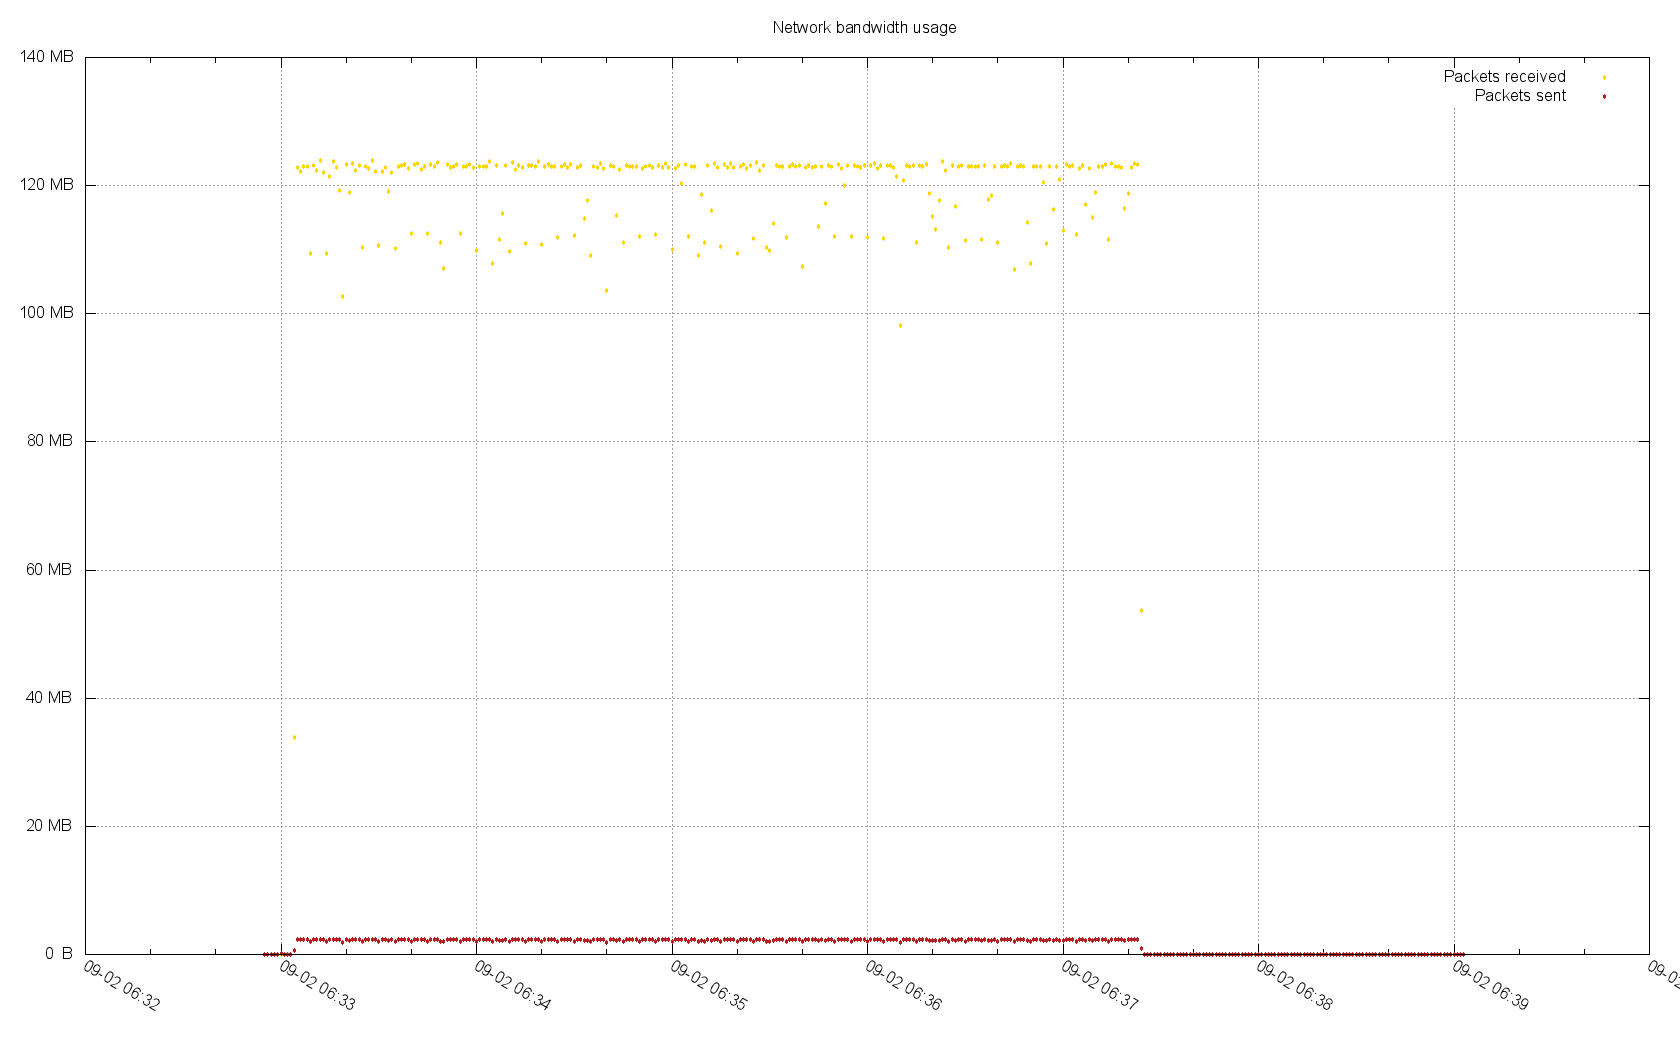 Network bandwidth usage
140 MB
Packets received
Packets sent
120 MB
100 MB
80 MB
60 MB
40 MB
20 MB
0 B
09-02 06:32
09-02 06:33
09-02 06:34
09-02 06:35
09-02 06:36
09-02 06:37
09-02 06:38
09-02 06:39
09-02